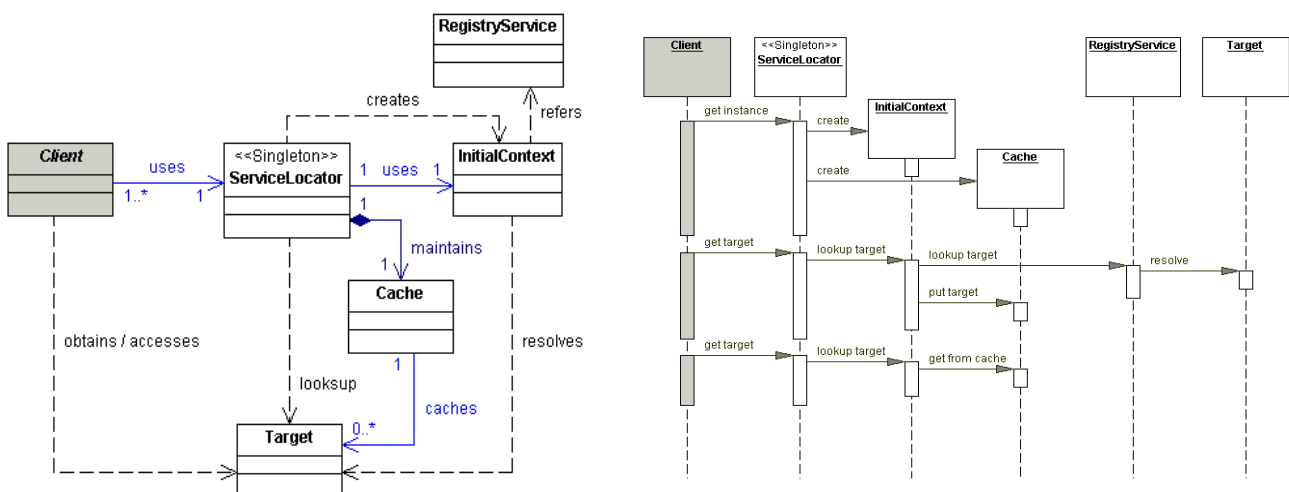 RegistryService
creates
refers
Client
uses
1..*
1
<<Singleton>>
ServiceLocator
1
uses
1
InitialContext
1
maintains
1
Cache
obtains / accesses
resolves
1
looksup
caches
0..*
Target
Client
<<Singleton>>
ServiceLocator
RegistryService
Target
InitialContext
get instance
create
Cache
create
get target
lookup target
lookup target
resolve
put target
get target
lookup target
get from cache